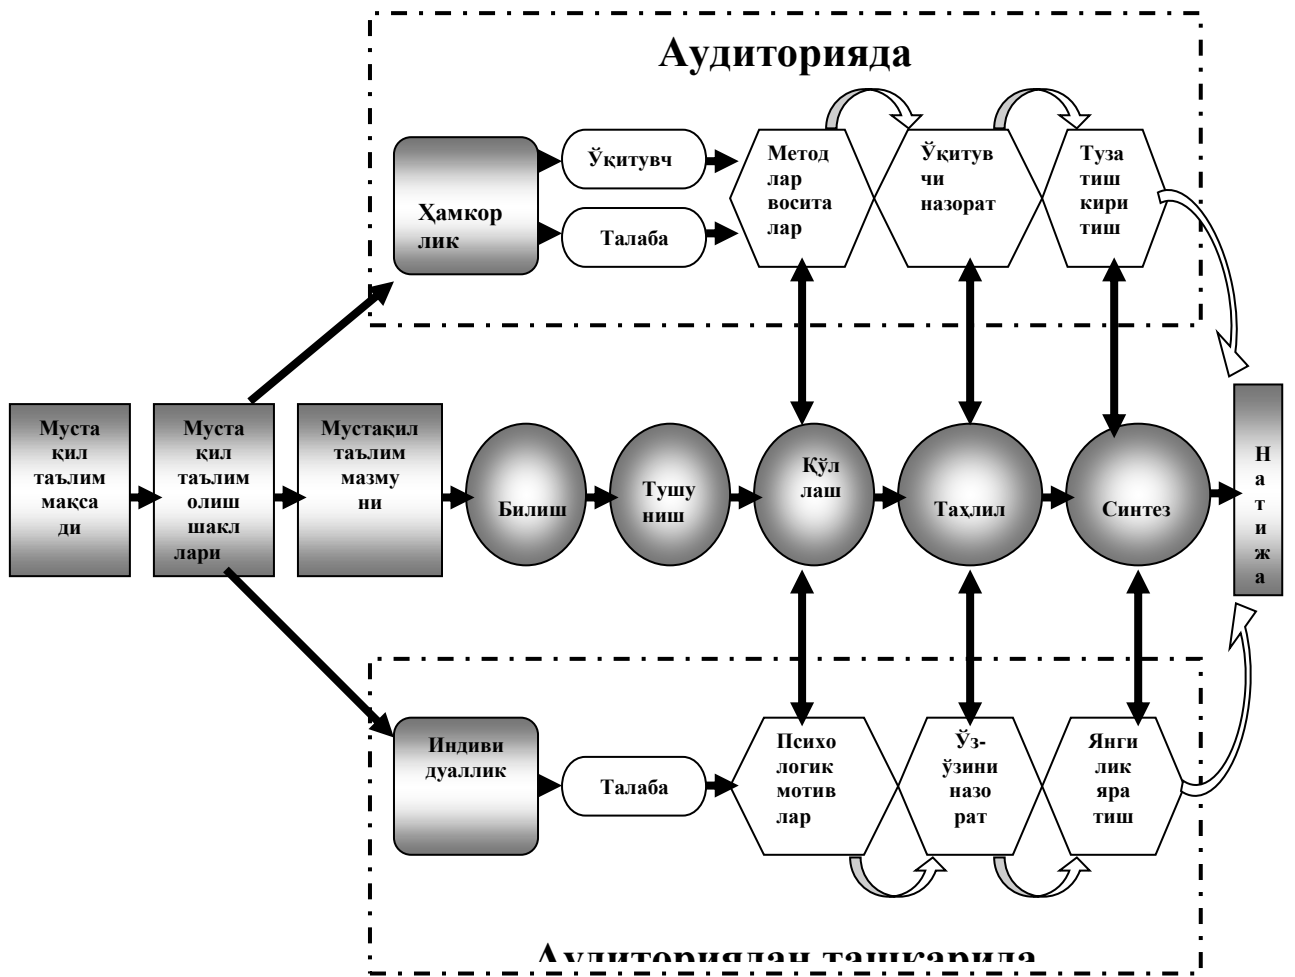 Аудиторияда
Ўқитувч
Талаба
Ҳамкор
лик
Метод
лар
восита
лар
Ўқитув
чи
назорат
Туза
тиш
кири
тиш
Муста
қил
таълим
мақса
ди
Муста
қил
таълим
олиш
шакл
лари
Мустақил
таълим
мазму
ни
Билиш
Тушу
ниш
Қўл
лаш
Таҳлил
Синтез
Н
а
т
и
ж
а
Индиви
дуаллик
Талаба
Психо
логик
мотив
лар
Ўз-
ўзини
назо
рат
Янги
лик
яра
тиш
Аудиториядан ташкарида